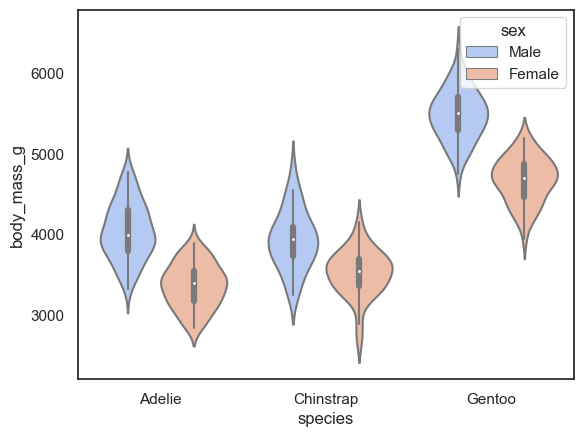 sex
Male
Female
6000
5000
4000
3000
body_mass_g
Adelie
Chinstrap
Gentoo
species